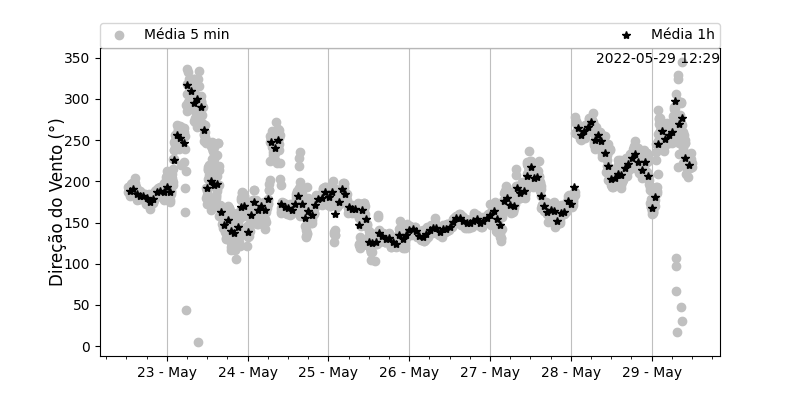 Média 5 min
Média 1h
2022-05-29 12:29
Direção do Vento (°)
350
300
250
200
150
100
50
0
23 - May
24 - May
25 - May
26 - May
27 - May
28 - May
29 - May